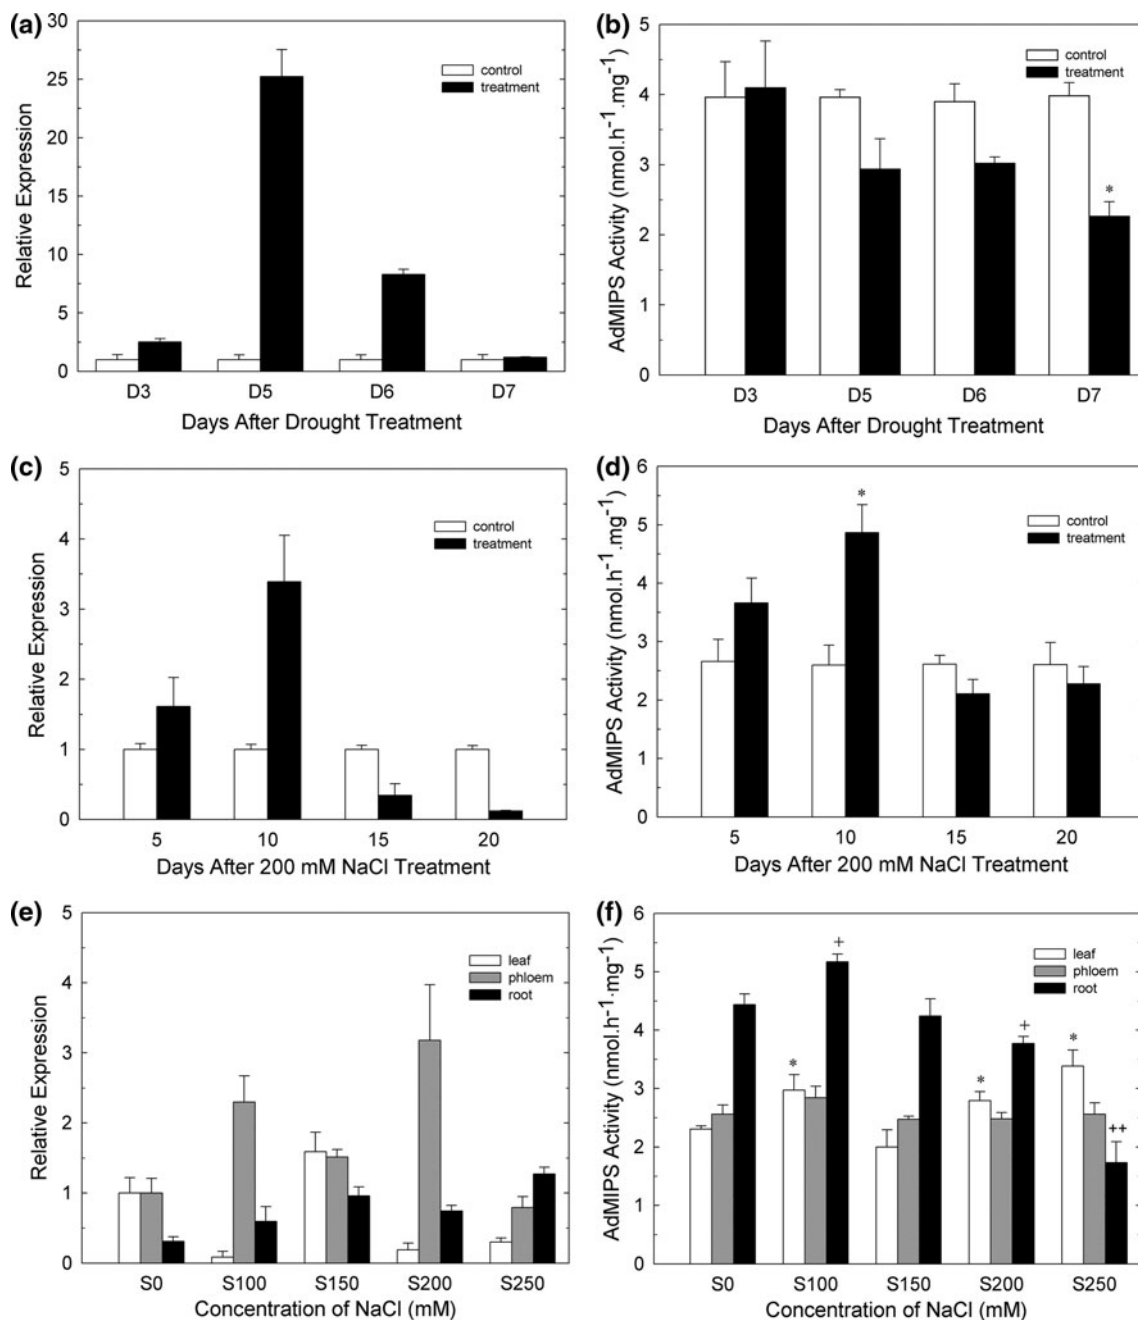 (a)
30
25
20
15
10
5
0
Relative Expression
control
treatment
D3 D5 D6 D7
Days After Drought Treatment
(b)
5
4
3
2
1
0
AdMIPS Activity (nmol.h⁻¹.mg⁻¹)
control
treatment
*
D3 D5 D6 D7
Days After Drought Treatment
(c)
5
4
3
2
1
0
Relative Expression
control
treatment
5 10 15 20
Days After 200 mM NaCl Treatment
(d)
6
5
4
3
2
1
0
AdMIPS Activity (nmol.h⁻¹.mg⁻¹)
control
treatment
*
5 10 15 20
Days After 200 mM NaCl Treatment
(e)
5
4
3
2
1
0
Relative Expression
leaf
phloem
root
S0 S100 S150 S200 S250
Concentration of NaCl (mM)
(f)
6
5
4
3
2
1
0
AdMIPS Activity (nmol.h⁻¹·mg⁻¹)
leaf
phloem
root
+
* * + *
++
S0 S100 S150 S200 S250
Concentration of NaCl (mM)